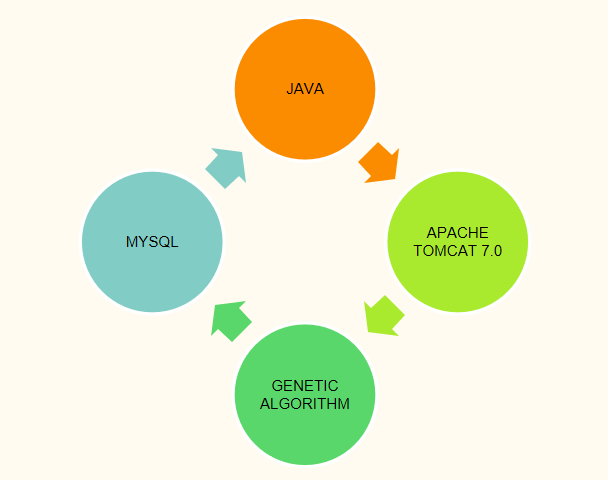 JAVA
APACHE
TOMCAT 7.0
GENETIC
ALGORITHM
MYSQL